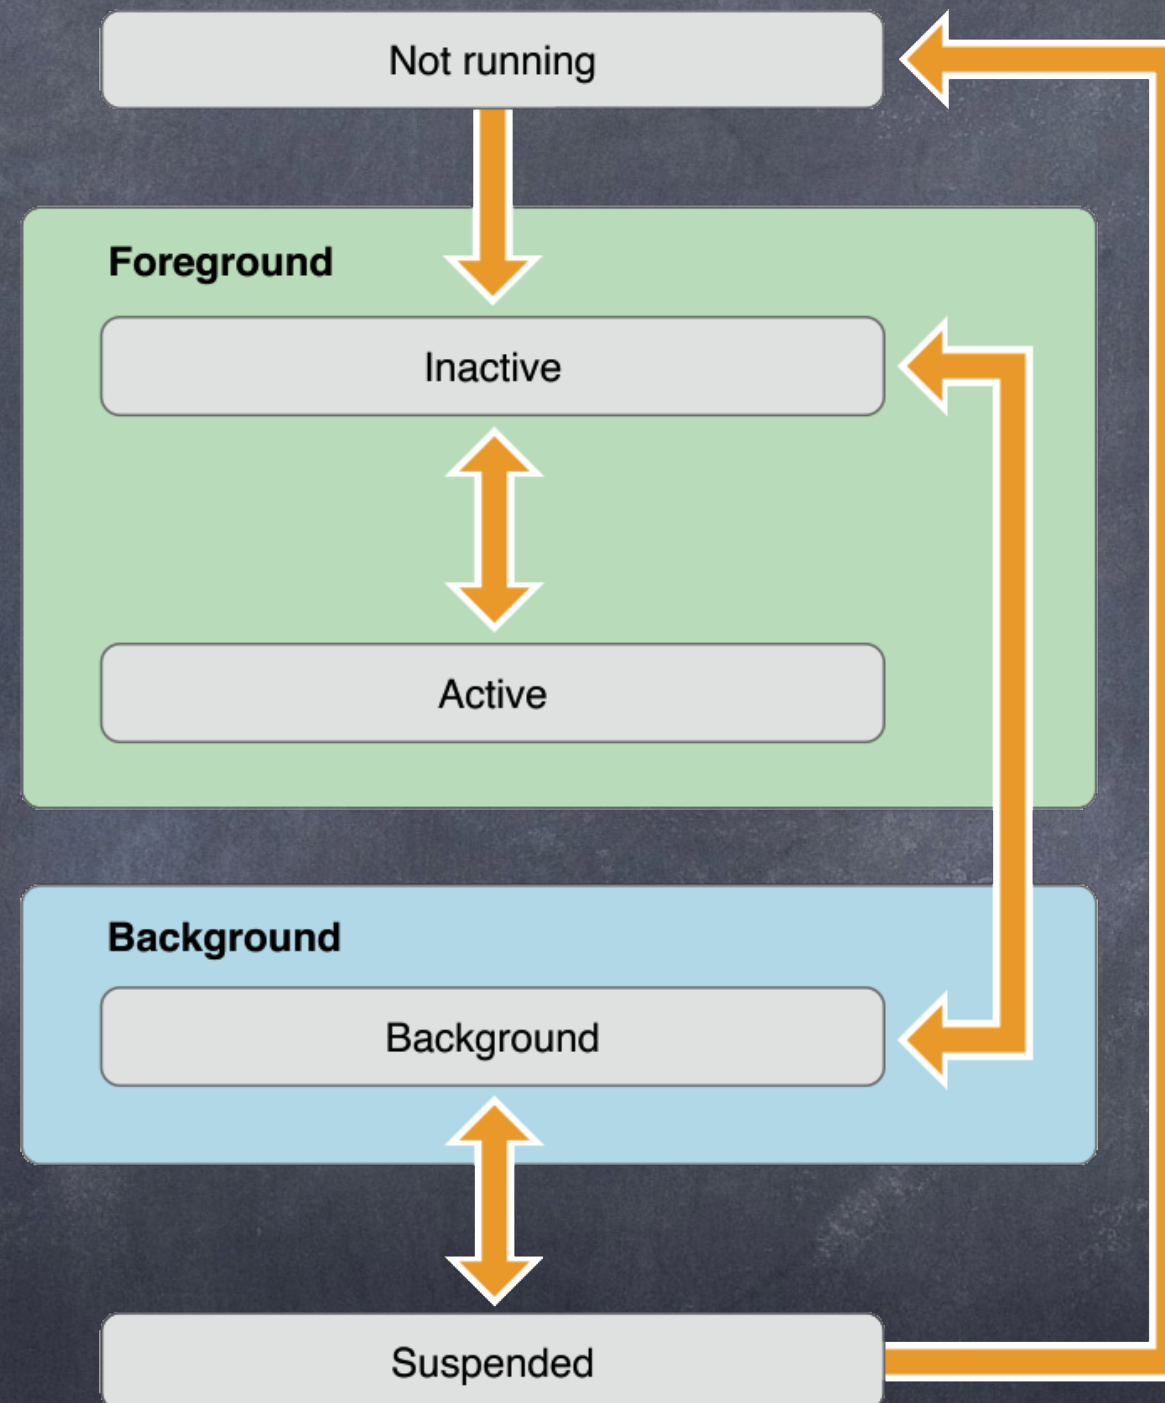 Not running
Foreground
Inactive
Active
Background
Background
Suspended